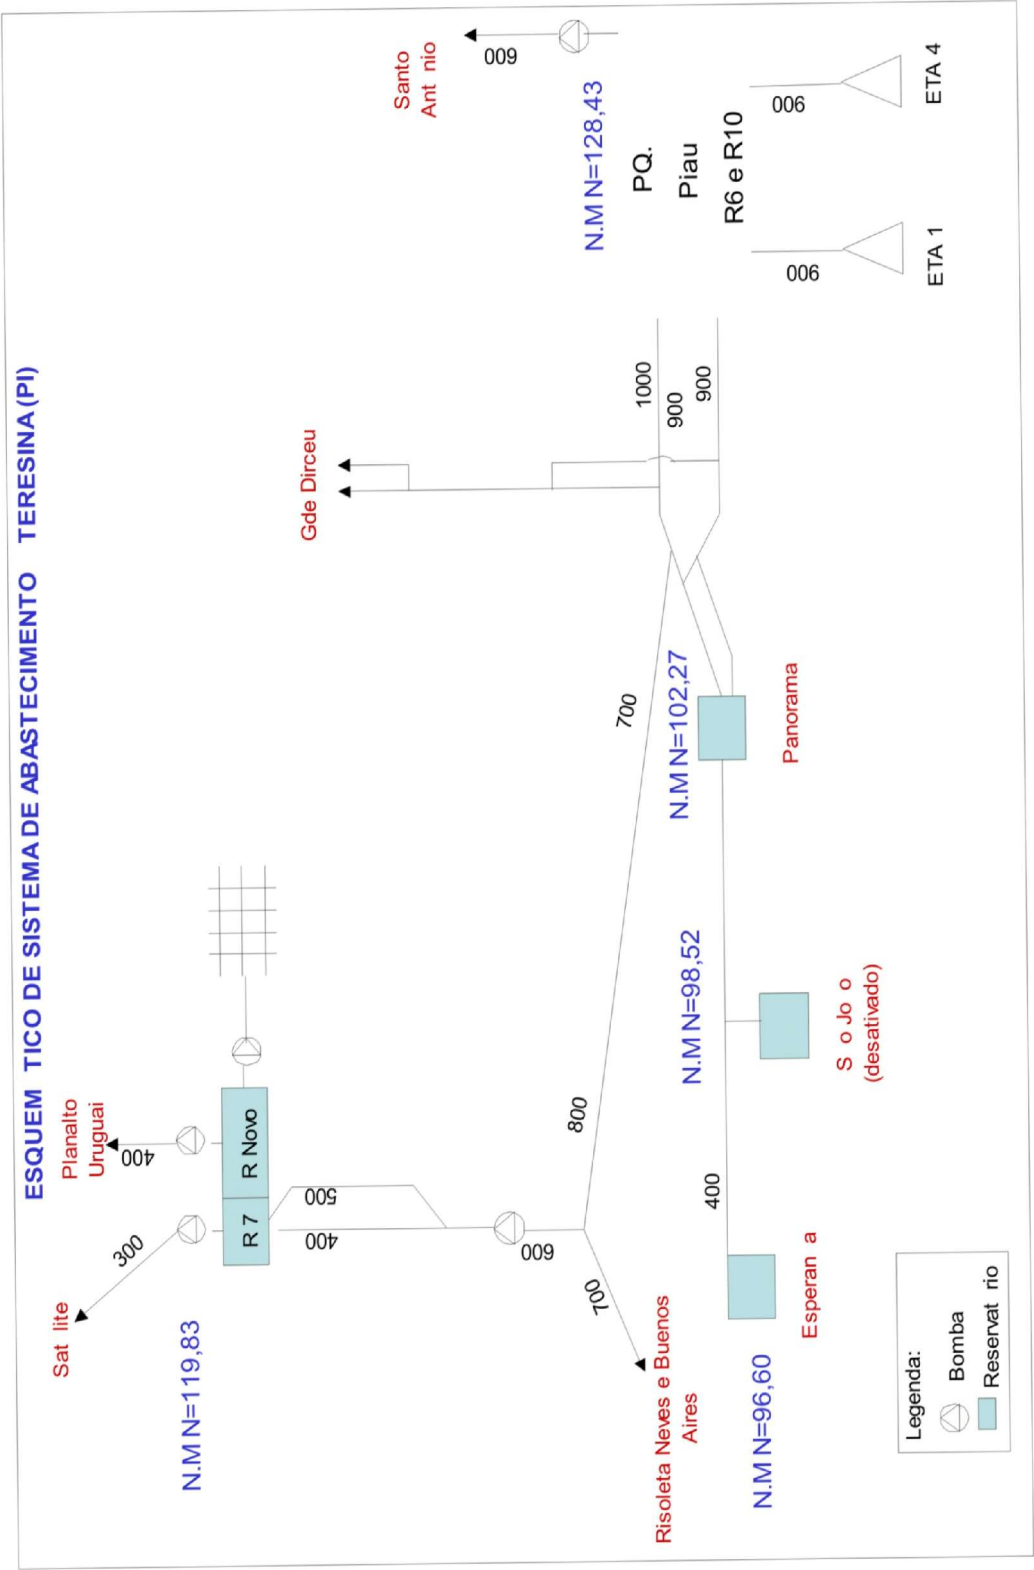 ESQUEM TICO DE SISTEMA DE ABASTECIMENTO TERESINA (PI)
Sat lite
300
Planalto
Uruguai
400
N.M N=119,83
R 7
R Novo
400
500
600
700
Risoleta Neves e Buenos
Aires
800
700
Gde Dirceu
Santo
Ant nio
600
N.M N=128,43
PQ.
Piau
R6 e R10
1000
900
900
900
ETA 1
900
ETA 4
N.M N=102,27
Panorama
N.M N=98,52
S o Jo o
(desativado)
400
N.M N=96,60
Esperan a
Legenda:
Bomba
Reservat rio